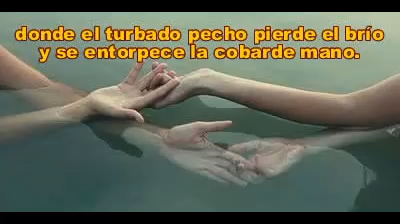 donde el turbado pecho pierde el brío
y se entorpece la cobarde mano.